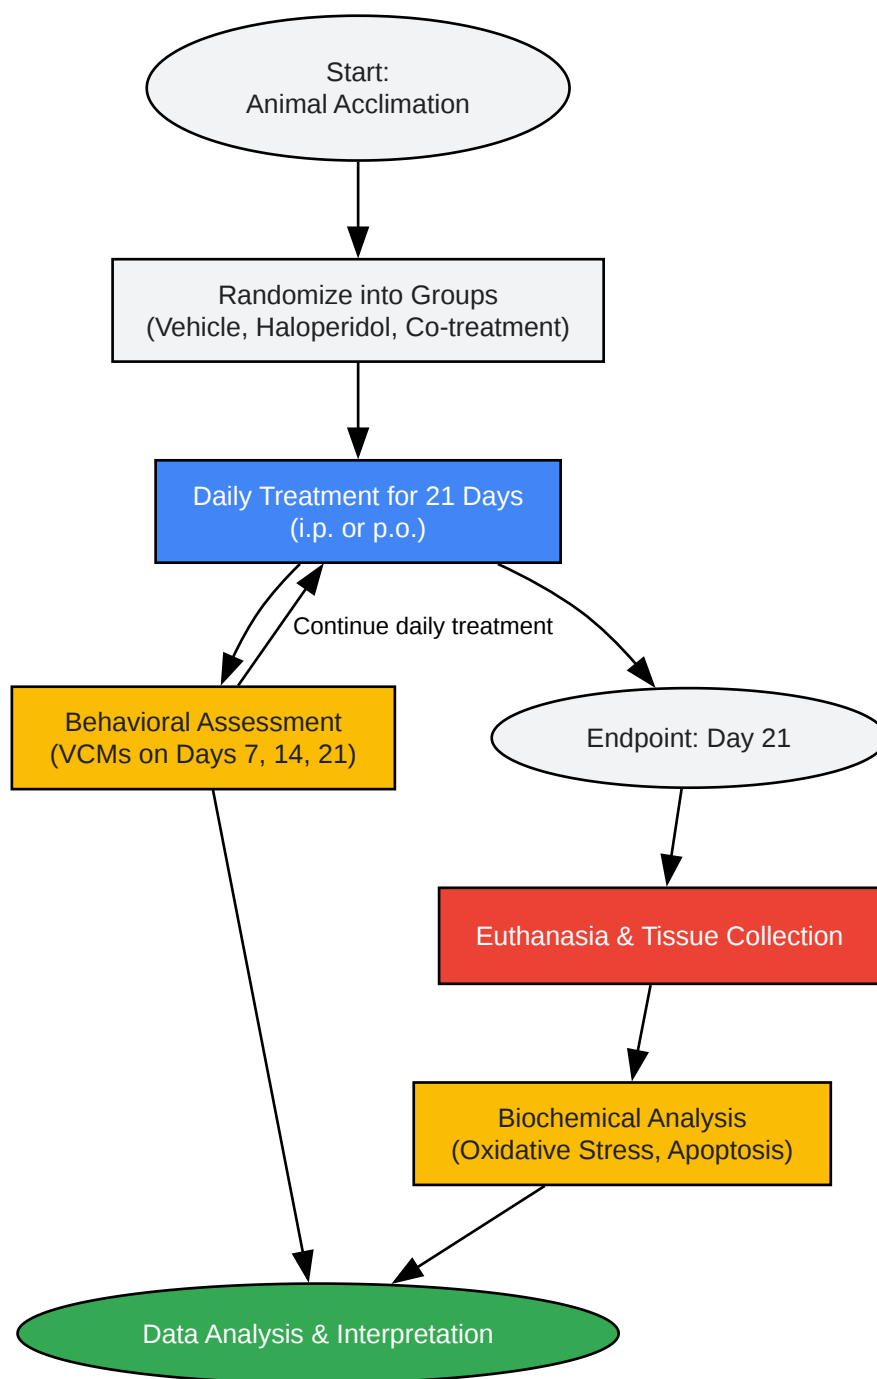 Start:
Animal Acclimation
Randomize into Groups
(Vehicle, Haloperidol, Co-treatment)
Daily Treatment for 21 Days
(i.p. or p.o.)
Continue daily treatment
Behavioral Assessment
(VCMs on Days 7, 14, 21)
Endpoint: Day 21
Euthanasia & Tissue Collection
Biochemical Analysis
(Oxidative Stress, Apoptosis)
Data Analysis & Interpretation